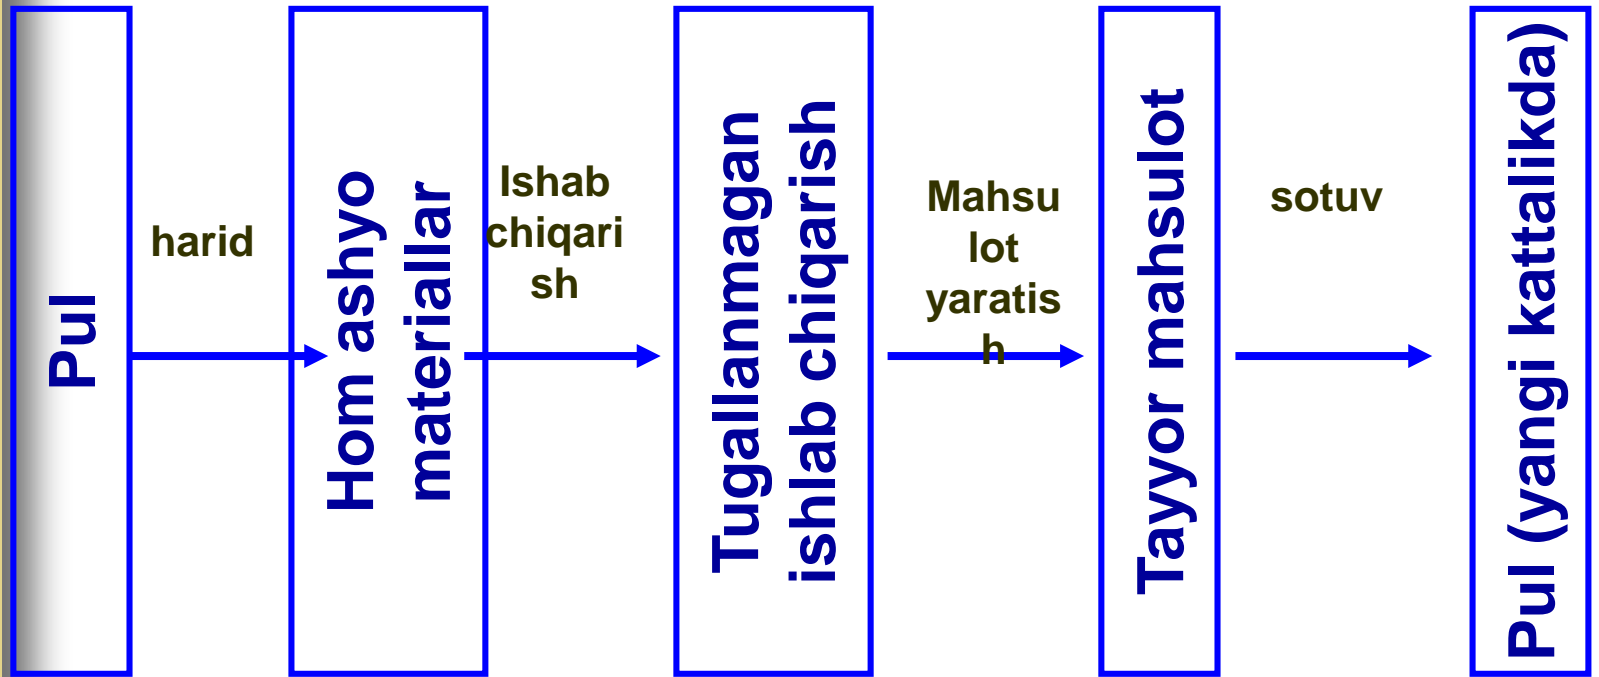 Pul
harid
Hom ashyo
materiallar
Ishab
chiqari
sh
Tugallanmagan
ishlab chiqarish
Mahsu
lot
yaratis
h
Tayyor mahsulot
sotuv
Pul (yangi kattalikda)